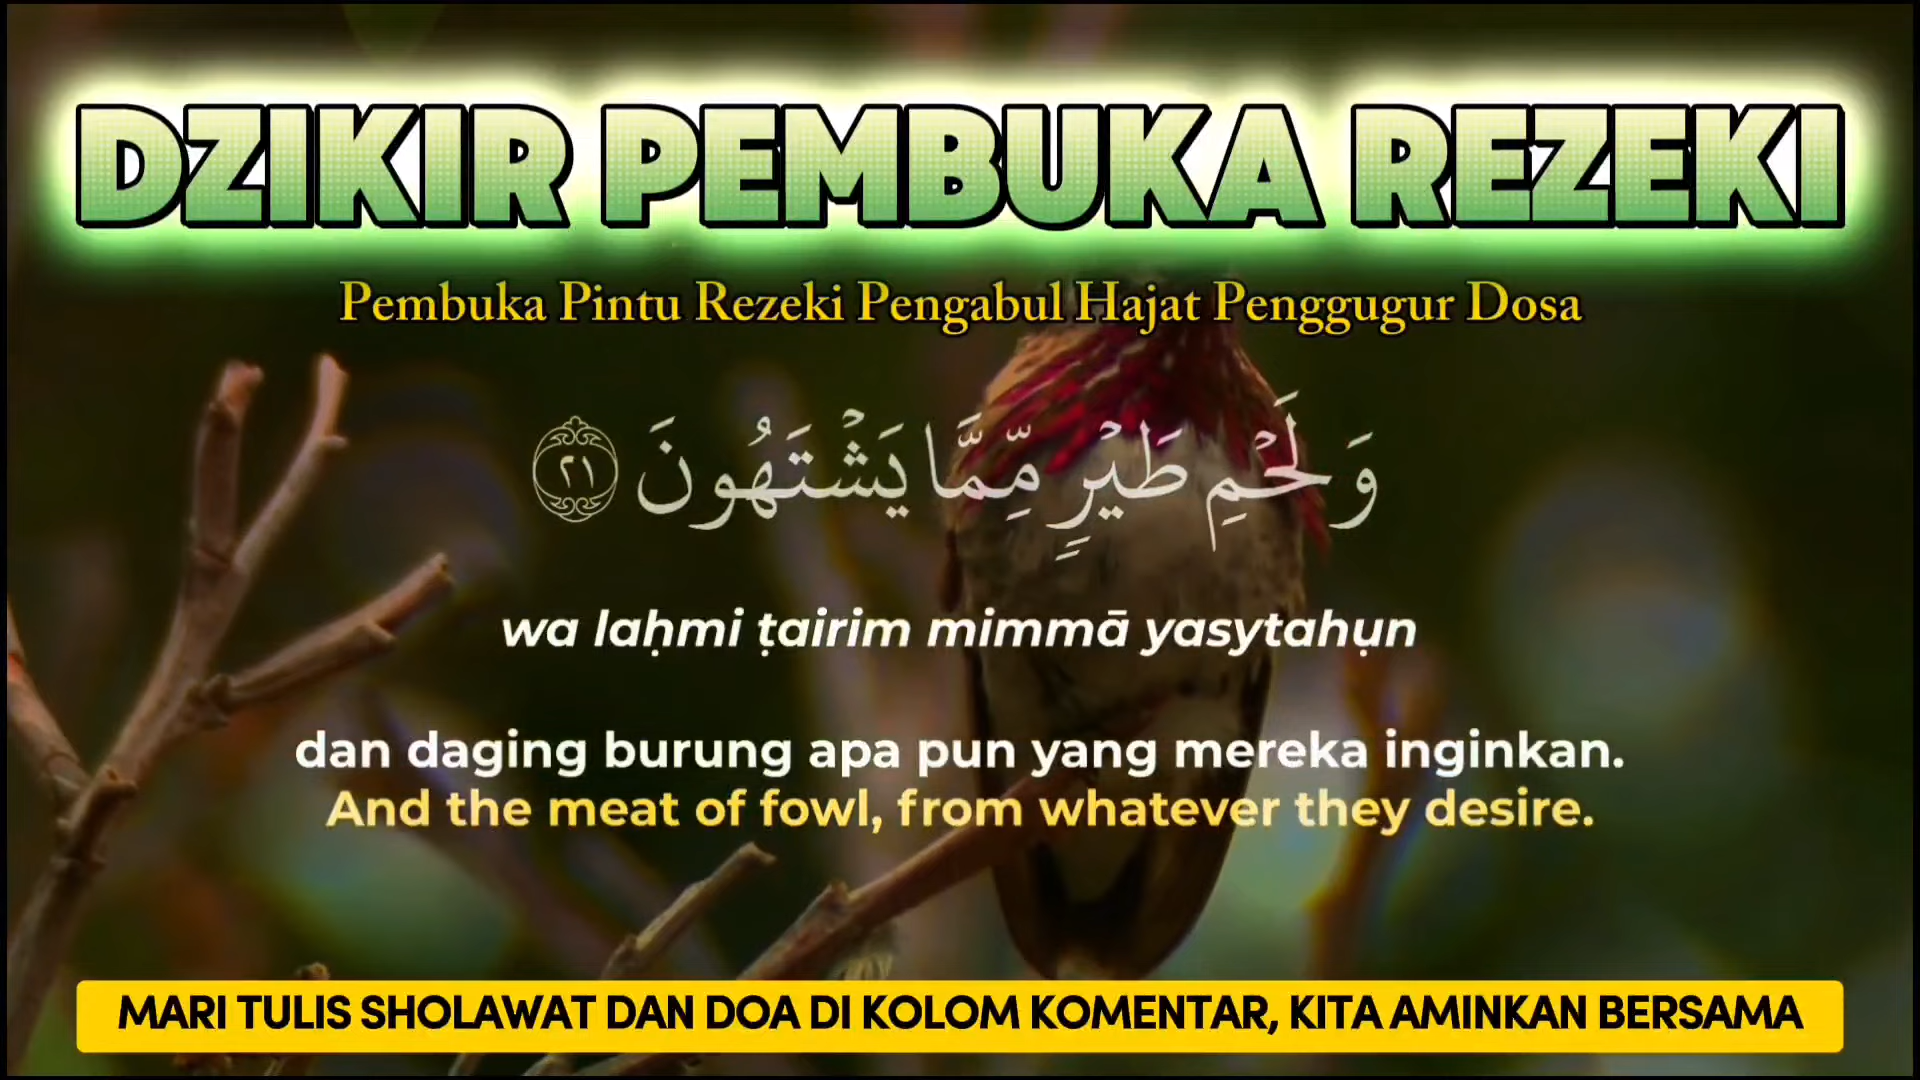 DZIKIR PEMBUKA REZEKI
Pembuka Pintu Rezeki Pengabul Hajat Penggugur Dosa
وَلَحْمِ طَيْرٍ مِّمَّا يَشْتَهُونَ ٢١
wa laḥmi ṭairim mimmā yasytahụn
dan daging burung apa pun yang mereka inginkan.
And the meat of fowl, from whatever they desire.
MARI TULIS SHOLAWAT DAN DOA DI KOLOM KOMENTAR, KITA AMINKAN BERSAMA